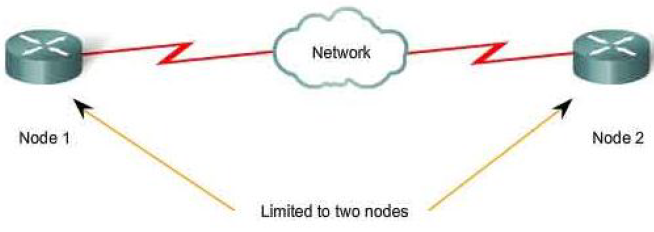 Network
Node 1
Node 2
Limited to two nodes